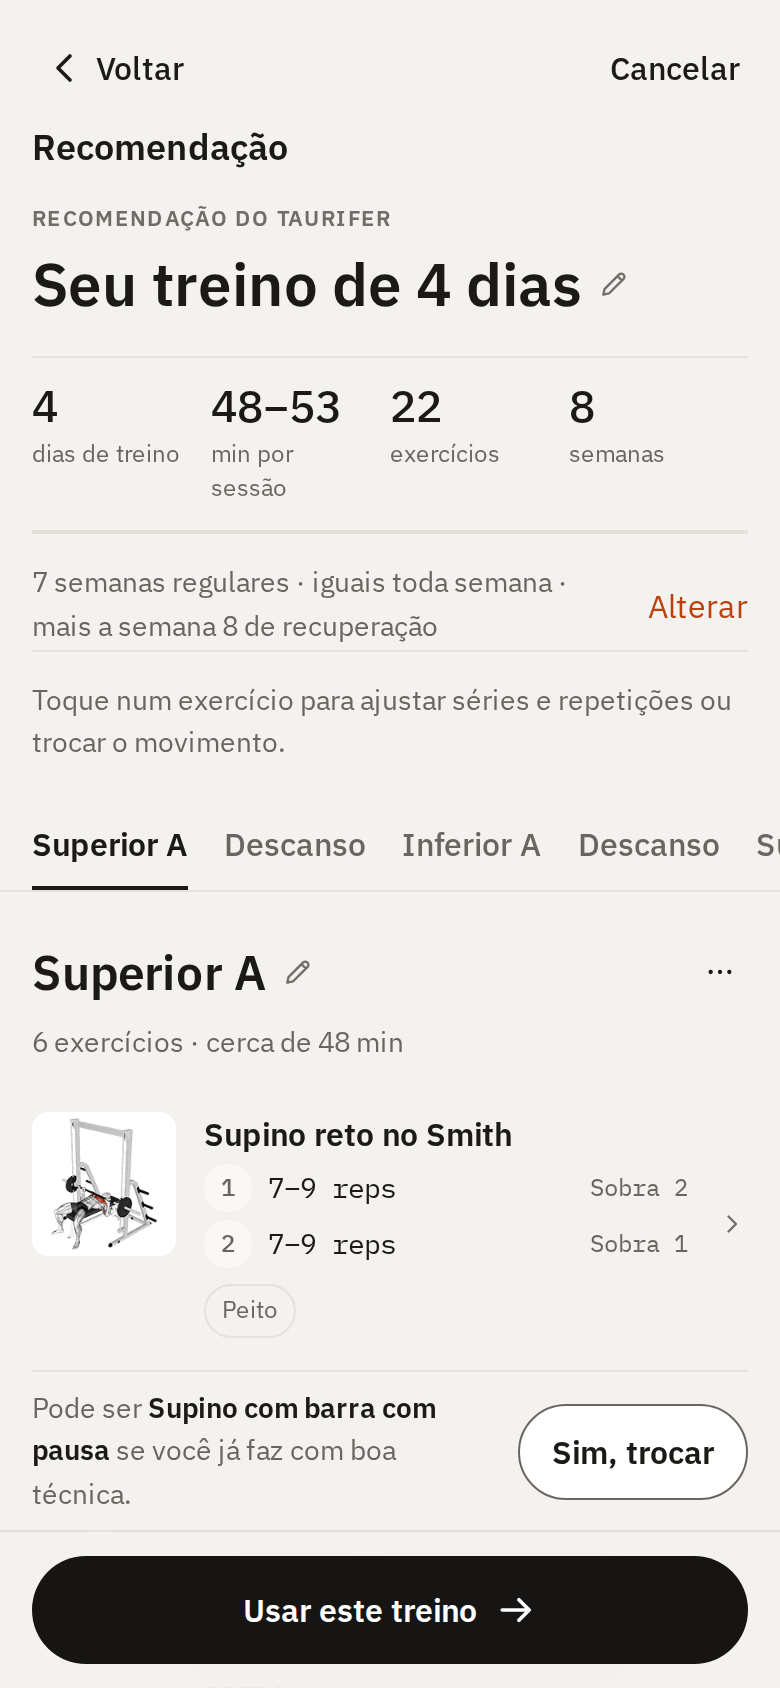 Voltar
Cancelar
Recomendação
RECOMENDAÇÃO DO TAURIFER
Seu treino de 4 dias
4
dias de treino
48–53
min por
sessão
22
exercícios
8
semanas
7 semanas regulares · iguais toda semana ·
mais a semana 8 de recuperação
Alterar
Toque num exercício para ajustar séries e repetições ou
trocar o movimento.
Superior A Descanso Inferior A Descanso Su
Superior A
6 exercícios · cerca de 48 min
Supino reto no Smith
1 7–9 reps Sobra 2
2 7–9 reps Sobra 1
Peito
Pode ser Supino com barra com
pausa se você já faz com boa
técnica.
Sim, trocar
Usar este treino